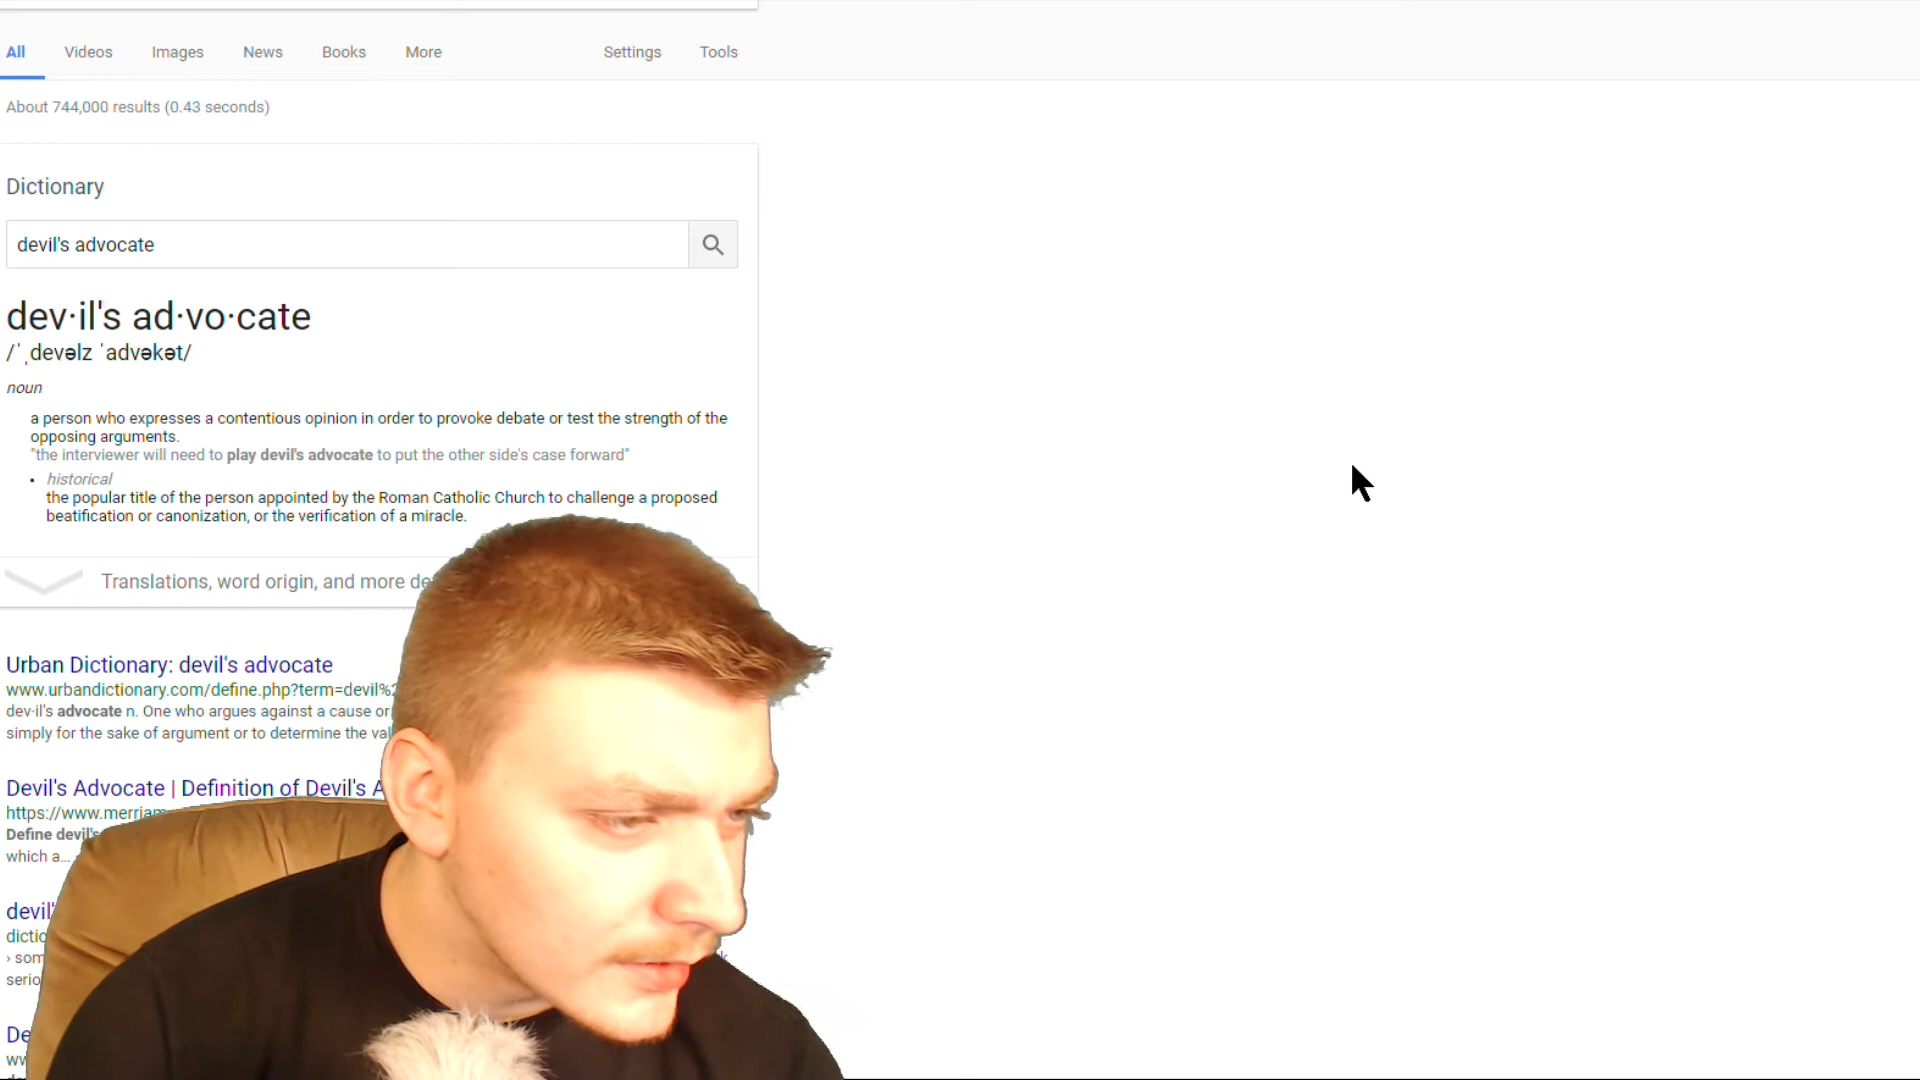 All Videos Images News Books More Settings Tools
About 744,000 results (0.43 seconds)
Dictionary
devil's advocate
dev·il's ad·vo·cate
/ˈˌdevəlz ˈadvəkət/
noun
a person who expresses a contentious opinion in order to provoke debate or test the strength of the
opposing arguments.
"the interviewer will need to play devil's advocate to put the other side's case forward"
• historical
the popular title of the person appointed by the Roman Catholic Church to challenge a proposed
beatification or canonization, or the verification of a miracle.
Translations, word origin, and more
Urban Dictionary: devil's advocate
www.urbandictionary.com/define.php?term=devil%2
dev·il's advocate n. One who argues against a cause or
simply for the sake of argument or to determine the
Devil's Advocate | Definition of Devil's A
https://www.merriam
Define devil's
which a...
devil'